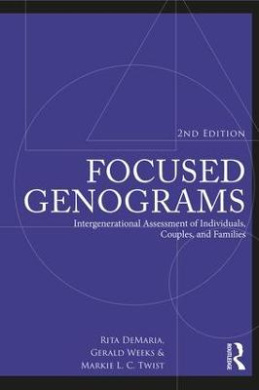 2ND EDITION
FOCUSED
GENOGRAMS
Intergenerational Assessment of Individuals,
Couples, and Families
RITA DEMARIA,
GERALD WEEKS &
MARKIE L. C. TWIST
ROUTLEDGE